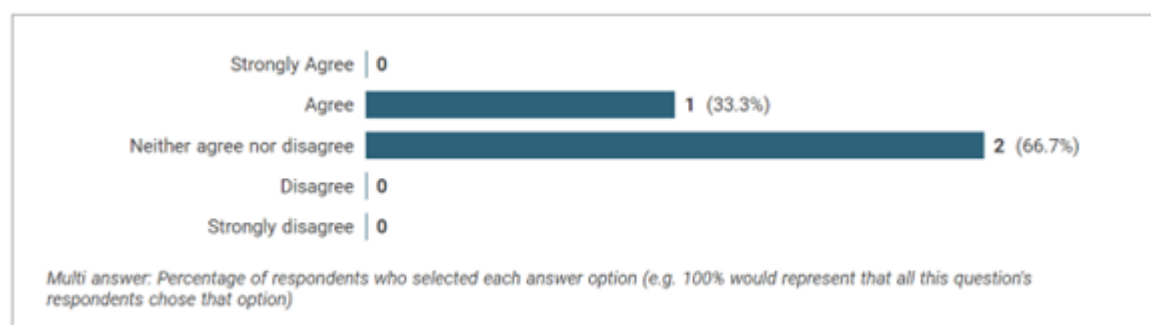 Strongly Agree 0
Agree 1 (33.3%)
Neither agree nor disagree 2 (66.7%)
Disagree 0
Strongly disagree 0
Multi answer: Percentage of respondents who selected each answer option (e.g. 100% would represent that all this question's
respondents chose that option)